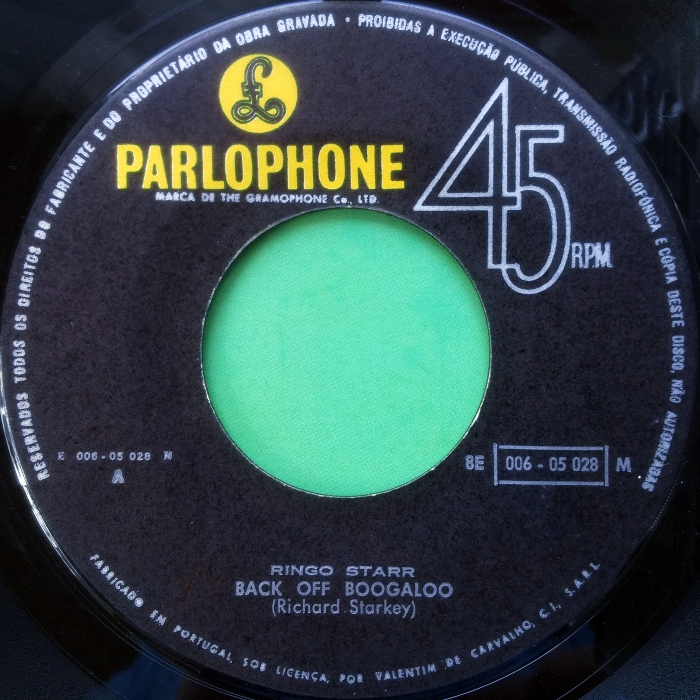 RESERVADOS TODOS OS DIREITOS DO FABRICANTE E DO PROPRIETÁRIO DA OBRA GRAVADA • PROIBIDAS A EXECUÇÃO PÚBLICA, TRANSMISSÃO RADIOFÓNICA E CÓPIA DESTE DISCO, NÃO AUTORIZADAS
£
PARLOPHONE
MARCA DE THE GRAMOPHONE Co., LTD.
45 RPM
E 006-05 028 M
A
8E 006 - 05 028 M
RINGO STARR
BACK OFF BOOGALOO
(Richard Starkey)
FABRICADO EM PORTUGAL, SOB LICENÇA, POR VALENTIM DE CARVALHO, C.I., S.A.R.L.